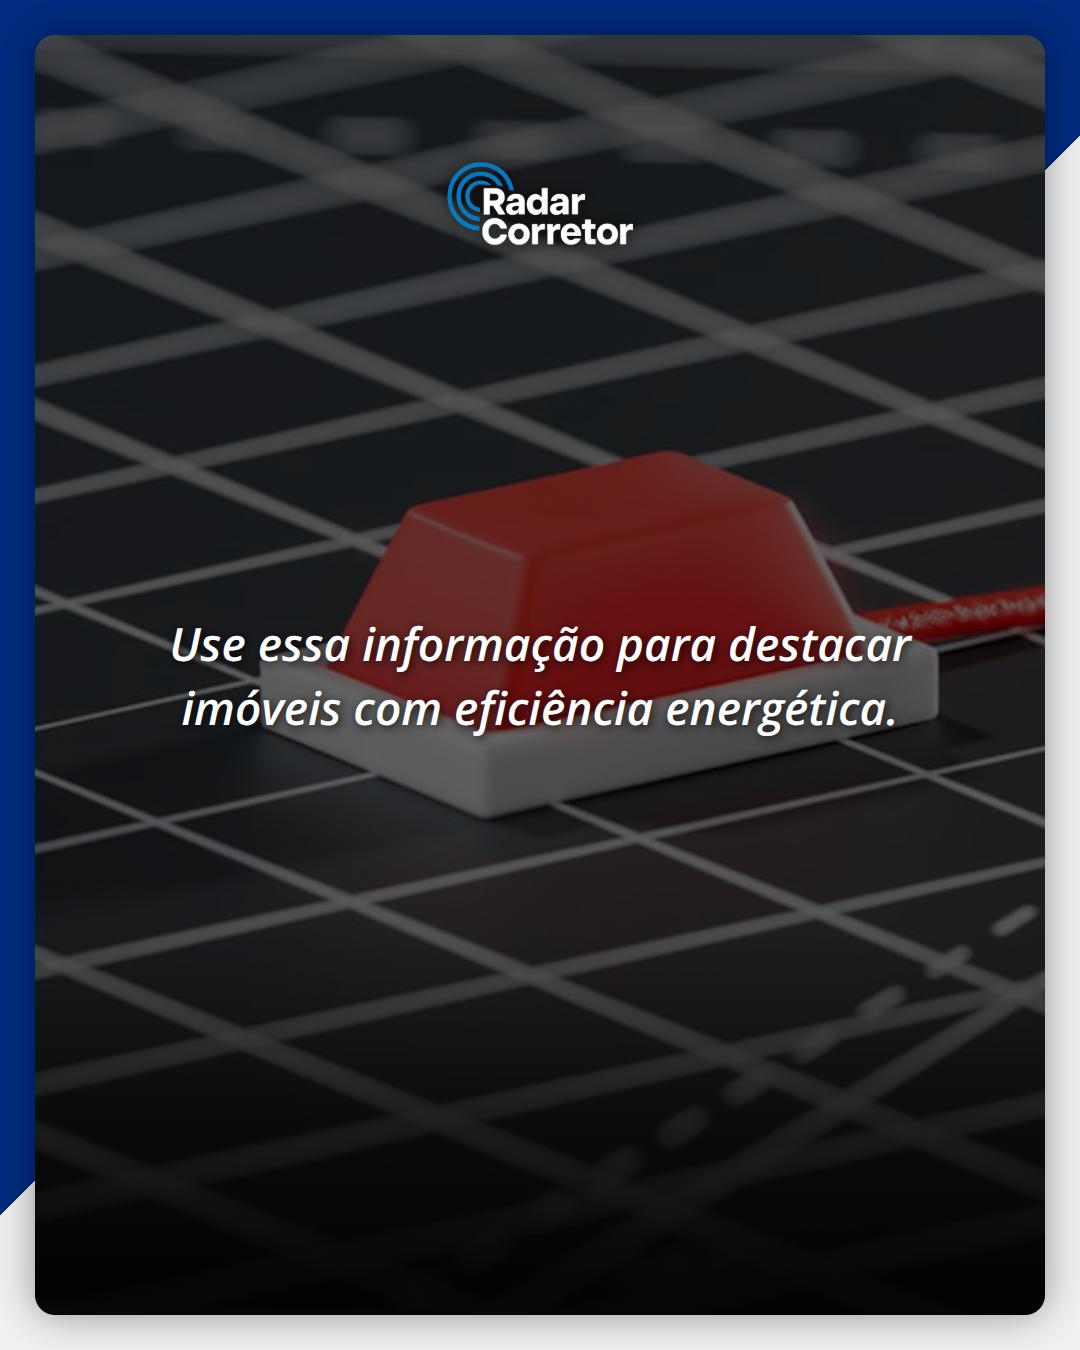 Radar
Corretor
Use essa informação para destacar
imóveis com eficiência energética.